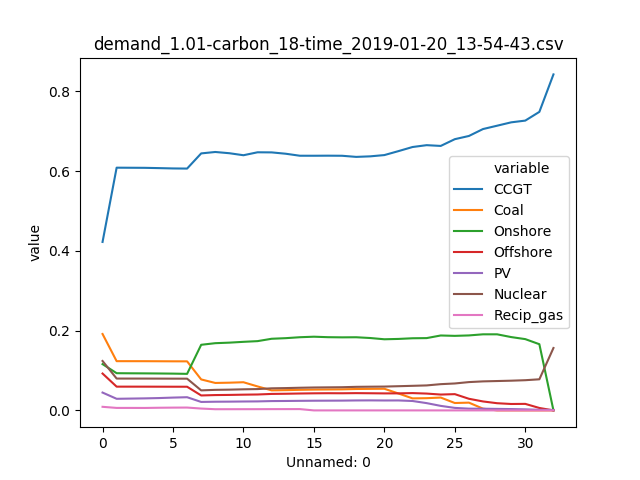 demand_1.01-carbon_18-time_2019-01-20_13-54-43.csv
value
0.8
0.6
0.4
0.2
0.0
variable
CCGT
Coal
Onshore
Offshore
PV
Nuclear
Recip_gas
0 5 10 15 20 25 30
Unnamed: 0